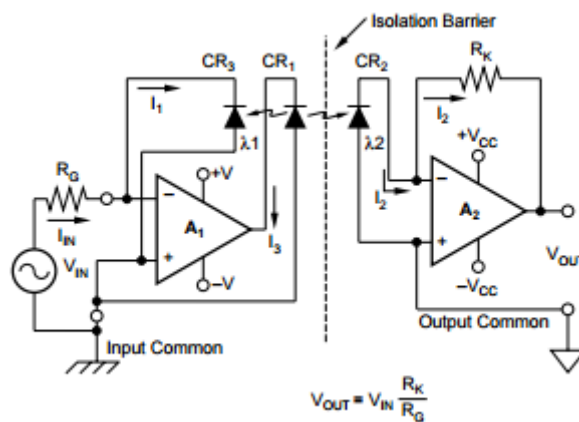 Isolation Barrier
CR3
CR1
CR2
RK
I1
I2
λ1
λ2
+VCC
RG
+V
−
−
I2
A1
A2
IIN
I3
+
+
VIN
−V
−VCC
VOUT
Output Common
Input Common
VOUT = VIN RK
RG